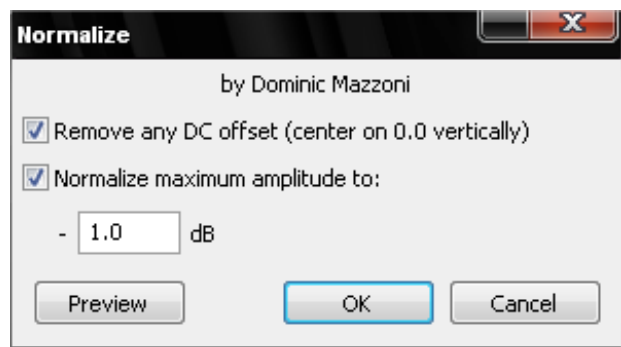 Normalize
by Dominic Mazzoni
Remove any DC offset (center on 0.0 vertically)
Normalize maximum amplitude to:
- 1.0 dB
Preview OK Cancel